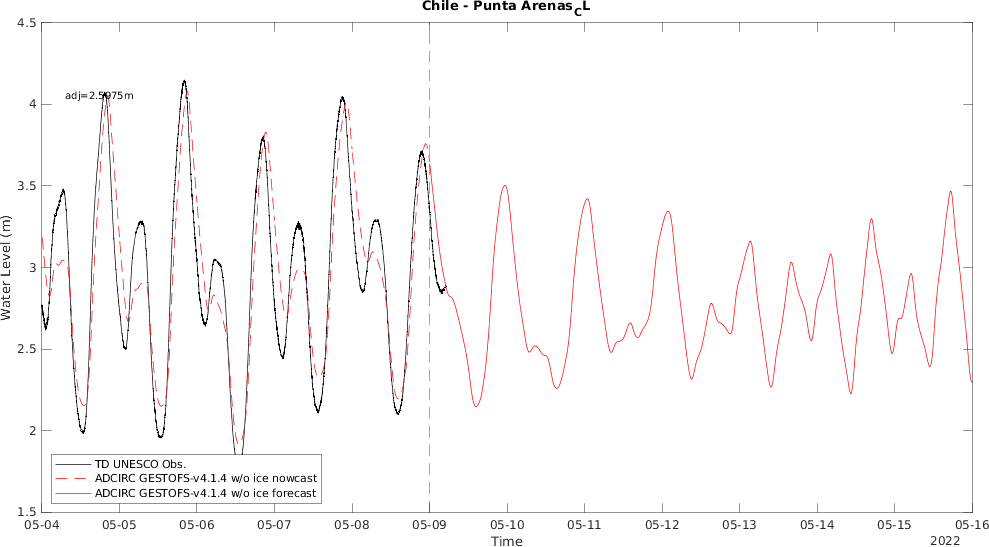 Chile - Punta Arenas_CL
4.5
4
3.5
3
2.5
2
1.5
Water Level (m)
adj=2.5975m
TD UNESCO Obs.
ADCIRC GESTOFS-v4.1.4 w/o ice nowcast
ADCIRC GESTOFS-v4.1.4 w/o ice forecast
05-04 05-05 05-06 05-07 05-08 05-09 05-10 05-11 05-12 05-13 05-14 05-15 05-16
Time
2022